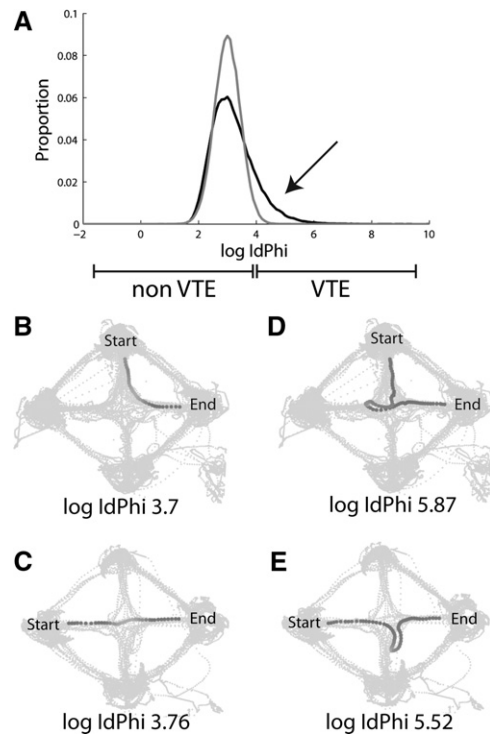 A
Proportion
0.1
0.08
0.06
0.04
0.02
0
-2 0 2 4 6 8 10
log IdPhi
non VTE VTE
B
Start
End
log IdPhi 3.7
D
Start
End
log IdPhi 5.87
C
Start
End
log IdPhi 3.76
E
Start
End
log IdPhi 5.52